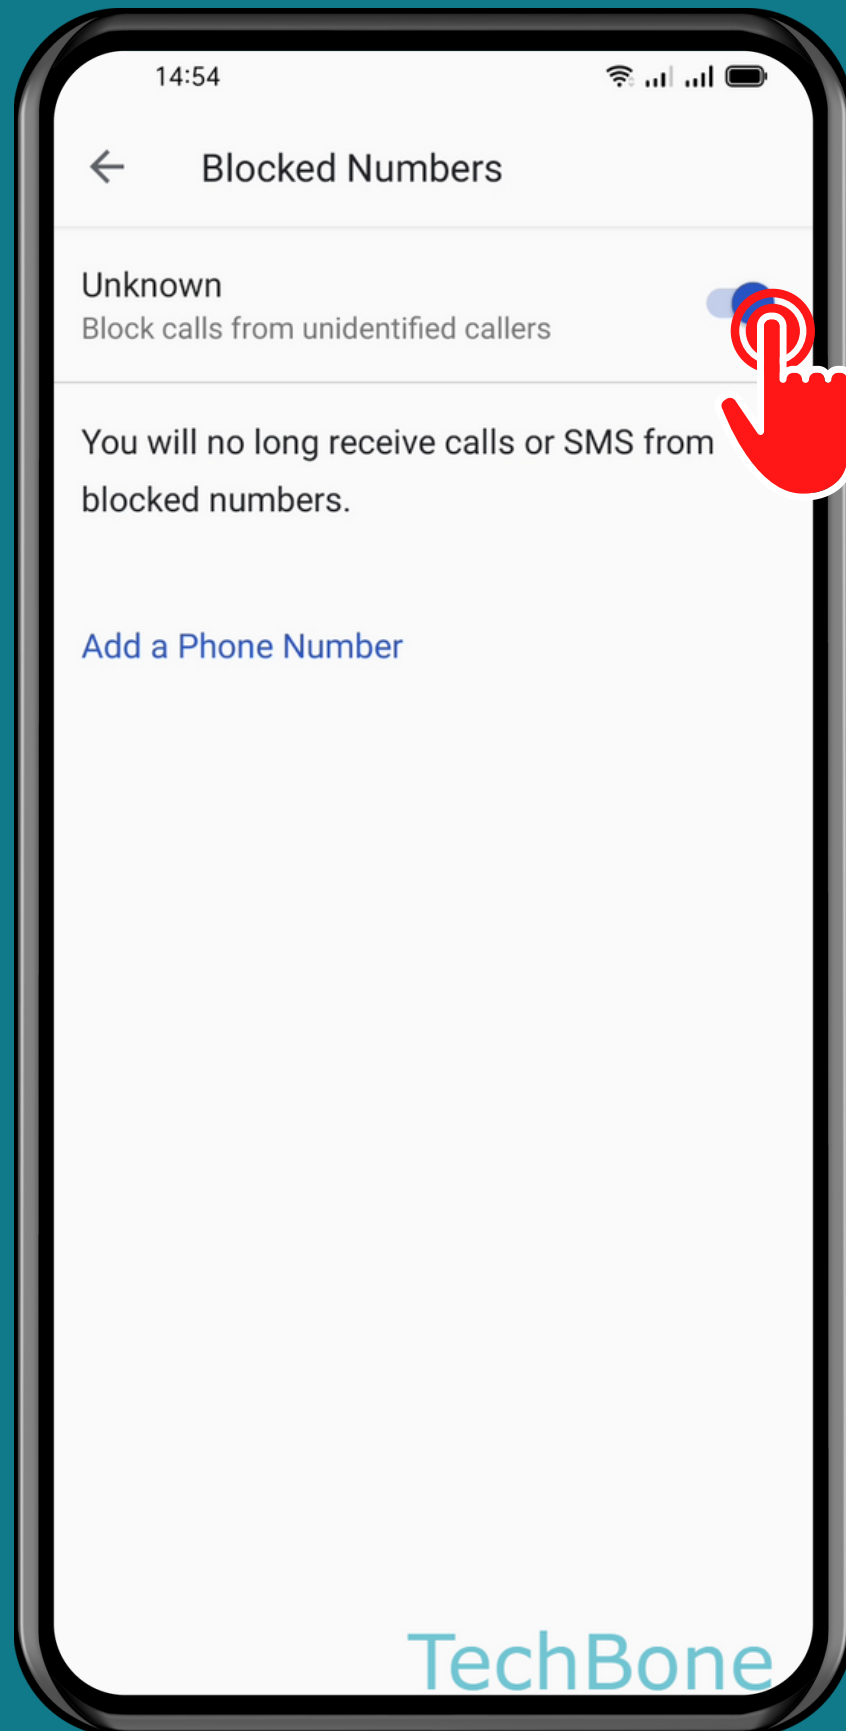 14:54
Blocked Numbers
Unknown
Block calls from unidentified callers
You will no long receive calls or SMS from
blocked numbers.
Add a Phone Number
TechBone